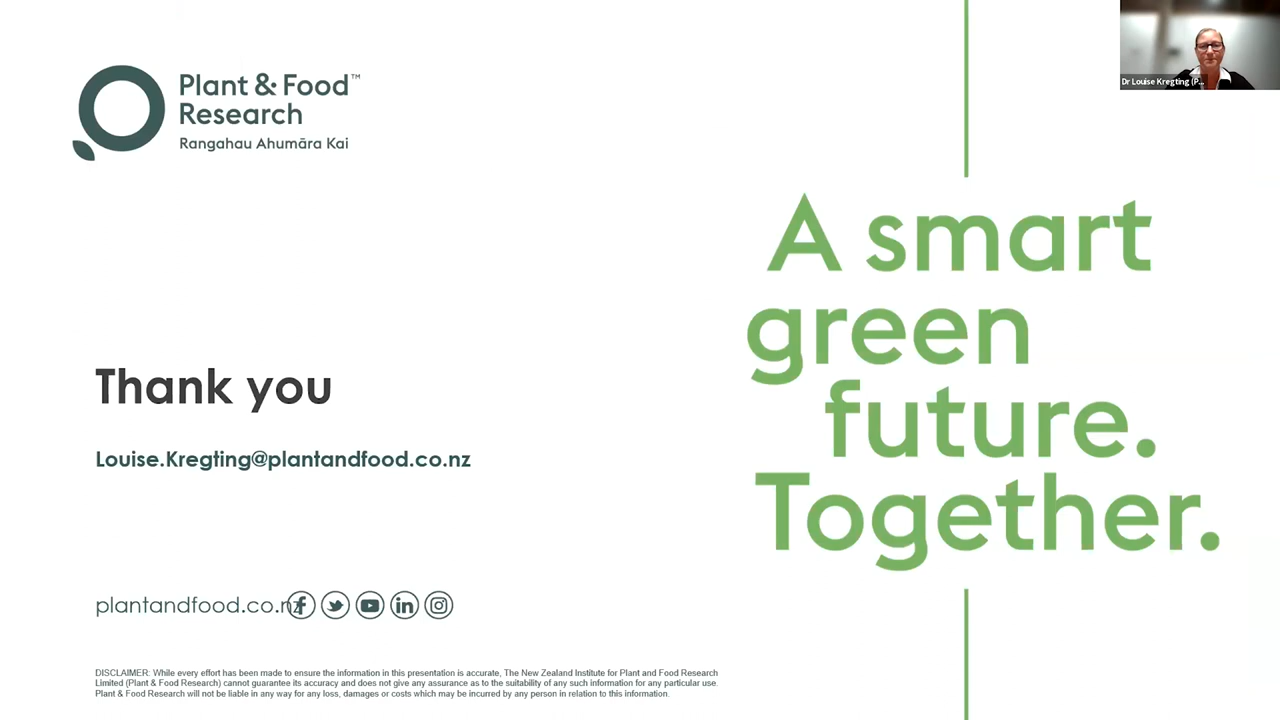 Plant & Food™
Research
Rangahau Ahumāra Kai
Dr Louise Kregting (P...
A smart
green
future.
Together.
Thank you
Louise.Kregting@plantandfood.co.nz
plantandfood.co.nz
DISCLAIMER: While every effort has been made to ensure the information in this presentation is accurate, The New Zealand Institute for Plant and Food Research
Limited (Plant & Food Research) cannot guarantee its accuracy and does not give any assurance as to the suitability of any such information for any particular use.
Plant & Food Research will not be liable in any way for any loss, damages or costs which may be incurred by any person in relation to this information.